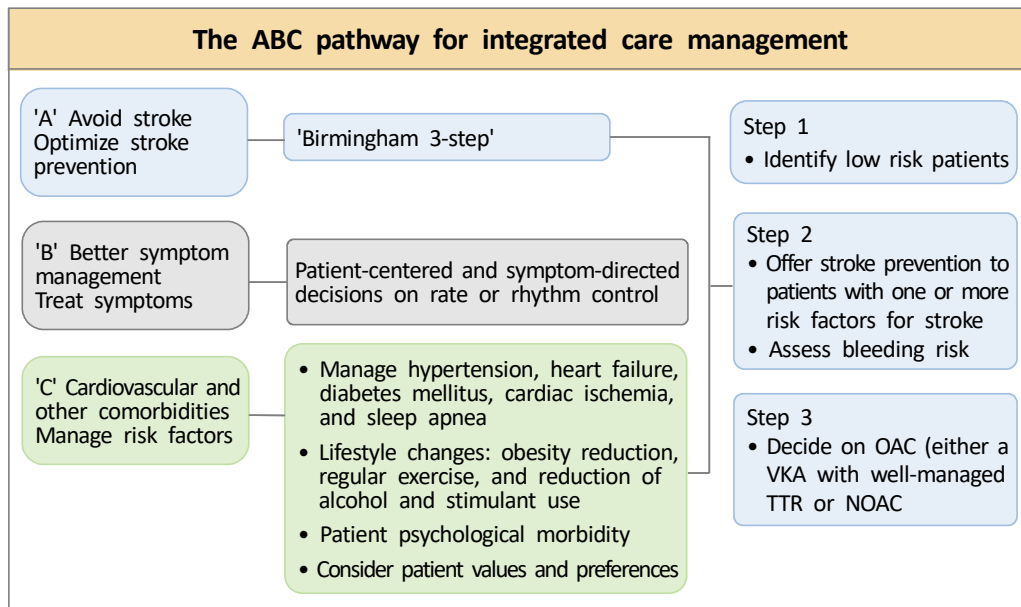 The ABC pathway for integrated care management
'A' Avoid stroke
Optimize stroke
prevention
'Birmingham 3-step'
Step 1
• Identify low risk patients
'B' Better symptom
management
Treat symptoms
Patient-centered and symptom-directed
decisions on rate or rhythm control
Step 2
• Offer stroke prevention to
patients with one or more
risk factors for stroke
• Assess bleeding risk
'C' Cardiovascular and
other comorbidities
Manage risk factors
• Manage hypertension, heart failure,
diabetes mellitus, cardiac ischemia,
and sleep apnea
• Lifestyle changes: obesity reduction,
regular exercise, and reduction of
alcohol and stimulant use
• Patient psychological morbidity
• Consider patient values and preferences
Step 3
• Decide on OAC (either a
VKA with well-managed
TTR or NOAC